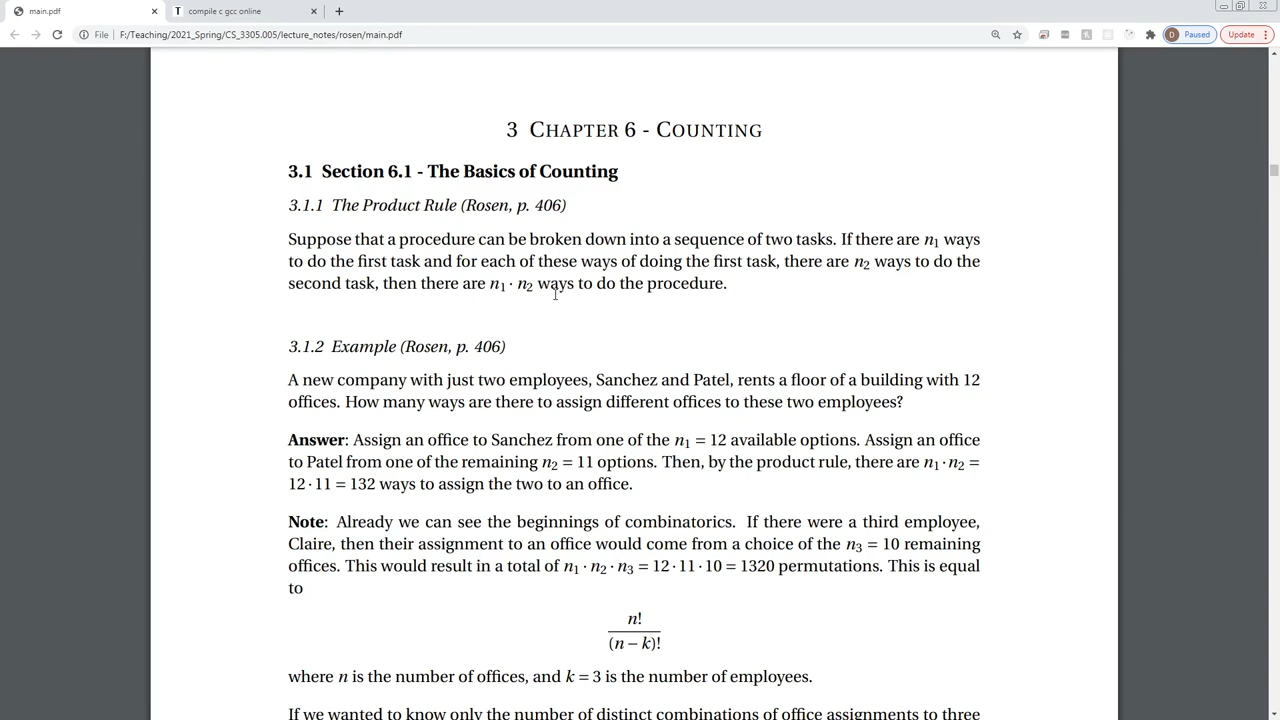 main.pdf
compile c gcc online
File | F:/Teaching/2021_Spring/CS_3305.005/lecture_notes/rosen/main.pdf
D Paused Update
3 CHAPTER 6 - COUNTING
3.1 Section 6.1 - The Basics of Counting
3.1.1 The Product Rule (Rosen, p. 406)
Suppose that a procedure can be broken down into a sequence of two tasks. If there are n₁ ways
to do the first task and for each of these ways of doing the first task, there are n₂ ways to do the
second task, then there are n₁ · n₂ ways to do the procedure.
3.1.2 Example (Rosen, p. 406)
A new company with just two employees, Sanchez and Patel, rents a floor of a building with 12
offices. How many ways are there to assign different offices to these two employees?
Answer: Assign an office to Sanchez from one of the n₁ = 12 available options. Assign an office
to Patel from one of the remaining n₂ = 11 options. Then, by the product rule, there are n₁ · n₂ =
12 · 11 = 132 ways to assign the two to an office.
Note: Already we can see the beginnings of combinatorics. If there were a third employee,
Claire, then their assignment to an office would come from a choice of the n₃ = 10 remaining
offices. This would result in a total of n₁ · n₂ · n₃ = 12 · 11 · 10 = 1320 permutations. This is equal
to
n!
(n − k)!
where n is the number of offices, and k = 3 is the number of employees.
If we wanted to know only the number of distinct combinations of office assignments to three